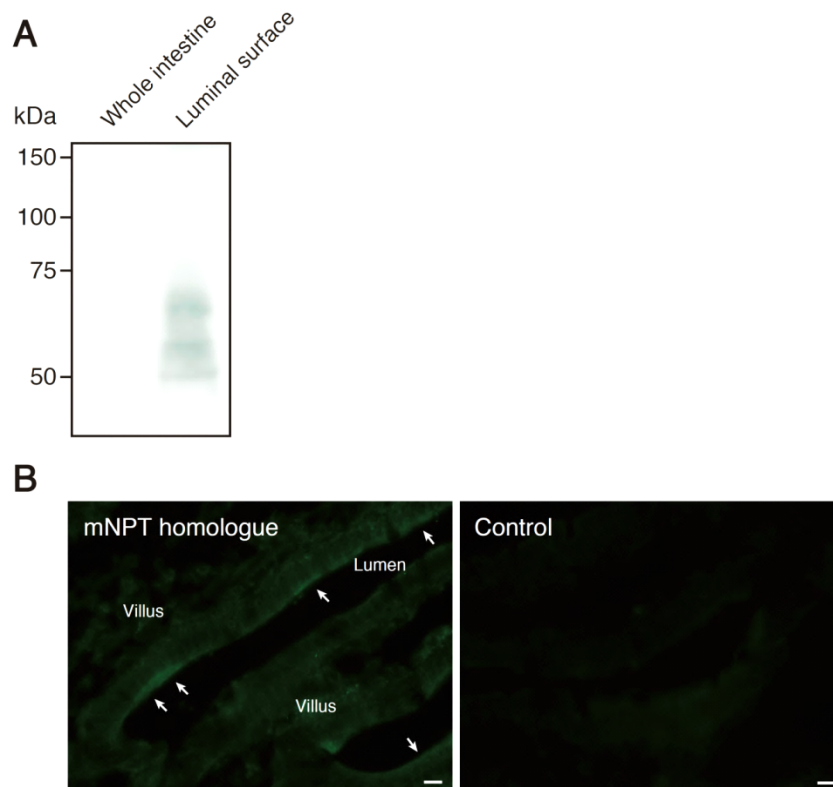 A
Whole intestine
Luminal surface
kDa
150
100
75
50
B
mNPT homologue
Control
Lumen
Villus
Villus